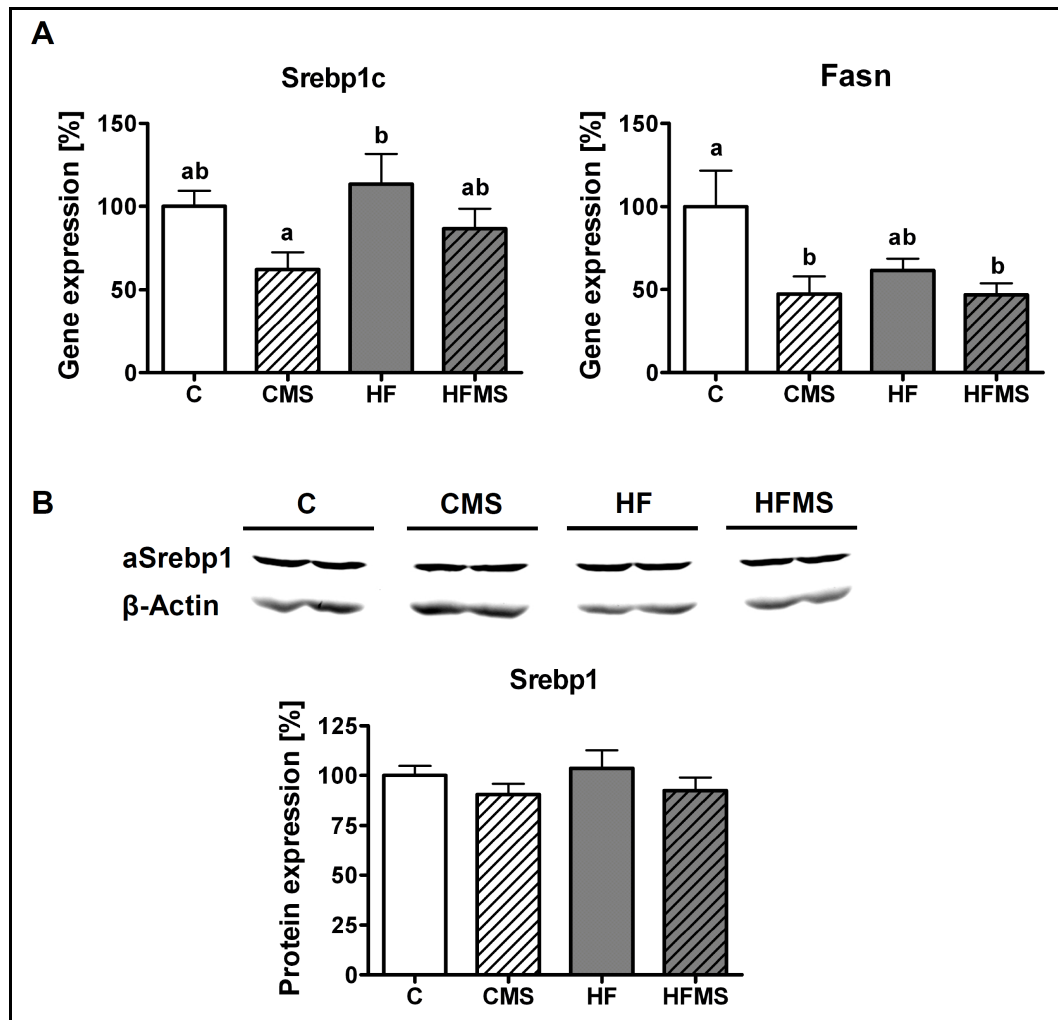 A
Srebp1c
Gene expression [%]
150
100
50
0
ab
a
b
ab
C CMS HF HFMS
Fasn
Gene expression [%]
150
100
50
0
a
b
ab
b
C CMS HF HFMS
B
C CMS HF HFMS
aSrebp1
β-Actin
Srebp1
Protein expression [%]
125
100
75
50
25
0
C CMS HF HFMS